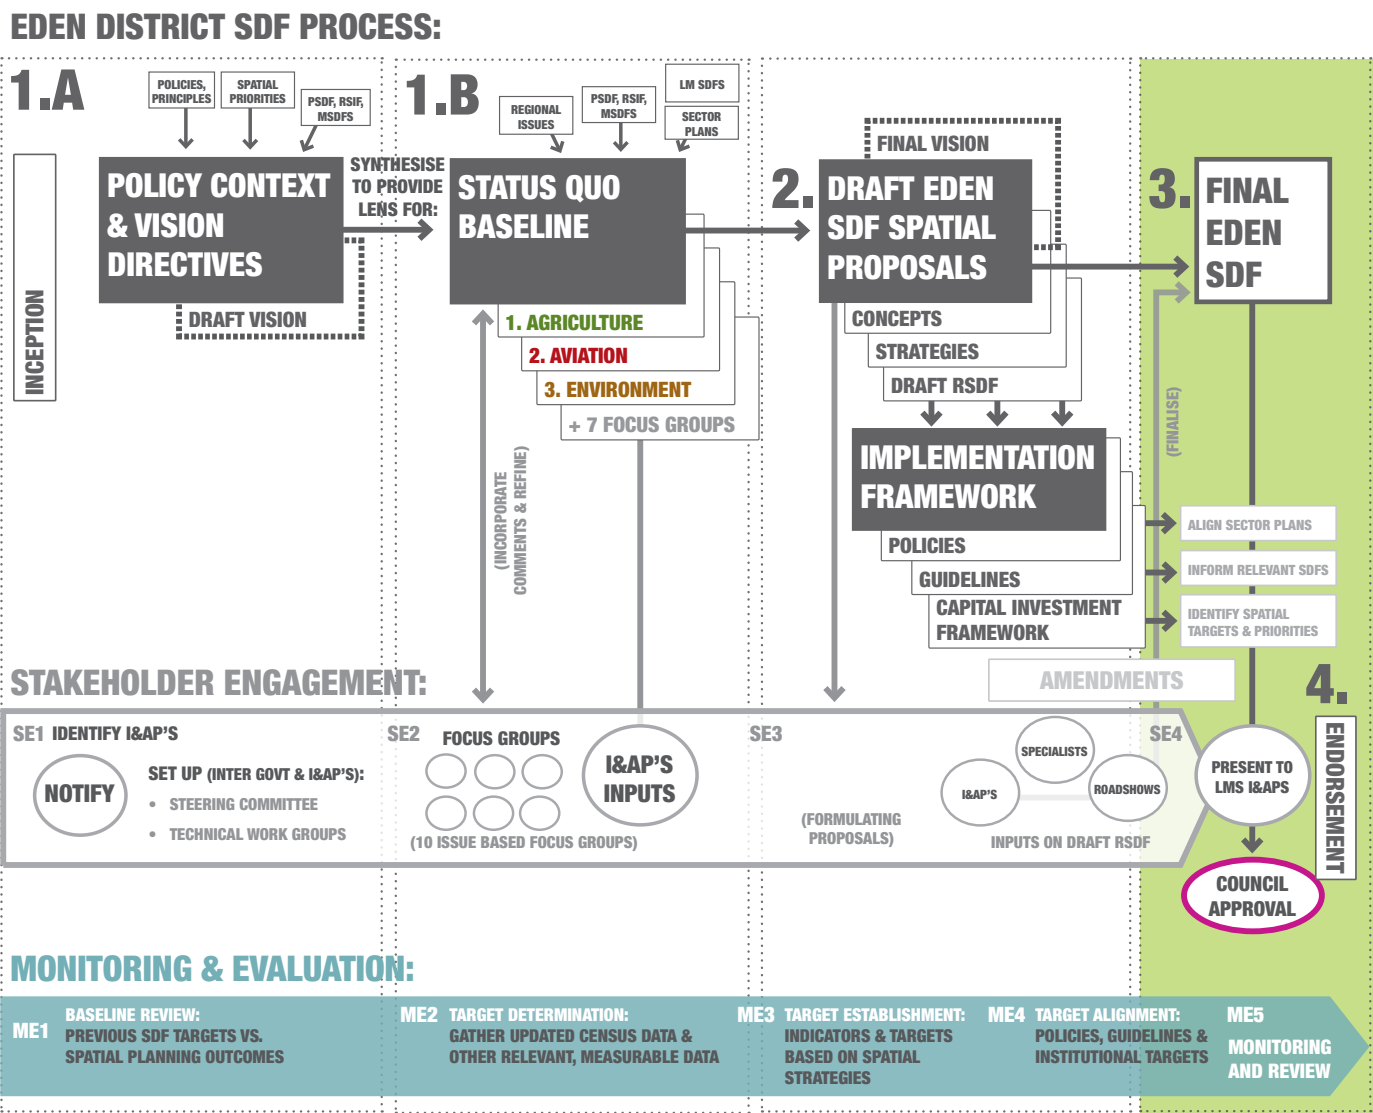 EDEN DISTRICT SDF PROCESS:
1.A
POLICIES,
PRINCIPLES
SPATIAL
PRIORITIES
PSDF, RSIF,
MSDFS
INCEPTION
POLICY CONTEXT
& VISION
DIRECTIVES
DRAFT VISION
SYNTHESISE
TO PROVIDE
LENS FOR:
1.B
REGIONAL
ISSUES
PSDF, RSIF,
MSDFS
LM SDFS
SECTOR
PLANS
STATUS QUO
BASELINE
1. AGRICULTURE
2. AVIATION
3. ENVIRONMENT
+ 7 FOCUS GROUPS
(INCORPORATE
COMMENTS & REFINE)
2.
FINAL VISION
DRAFT EDEN
SDF SPATIAL
PROPOSALS
CONCEPTS
STRATEGIES
DRAFT RSDF
IMPLEMENTATION
FRAMEWORK
POLICIES
GUIDELINES
CAPITAL INVESTMENT
FRAMEWORK
3.
FINAL
EDEN
SDF
(FINALISE)
ALIGN SECTOR PLANS
INFORM RELEVANT SDFS
IDENTIFY SPATIAL
TARGETS & PRIORITIES
AMENDMENTS
4.
ENDORSEMENT
STAKEHOLDER ENGAGEMENT:
SE1 IDENTIFY I&AP'S
NOTIFY
SET UP (INTER GOVT & I&AP'S):
• STEERING COMMITTEE
• TECHNICAL WORK GROUPS
SE2
FOCUS GROUPS
(10 ISSUE BASED FOCUS GROUPS)
I&AP'S
INPUTS
SE3
(FORMULATING
PROPOSALS)
I&AP'S
SPECIALISTS
ROADSHOWS
INPUTS ON DRAFT RSDF
SE4
PRESENT TO
LMS I&APS
COUNCIL
APPROVAL
MONITORING & EVALUATION:
ME1
BASELINE REVIEW:
PREVIOUS SDF TARGETS VS.
SPATIAL PLANNING OUTCOMES
ME2 TARGET DETERMINATION:
GATHER UPDATED CENSUS DATA &
OTHER RELEVANT, MEASURABLE DATA
ME3 TARGET ESTABLISHMENT:
INDICATORS & TARGETS
BASED ON SPATIAL
STRATEGIES
ME4 TARGET ALIGNMENT:
POLICIES, GUIDELINES &
INSTITUTIONAL TARGETS
ME5
MONITORING
AND REVIEW